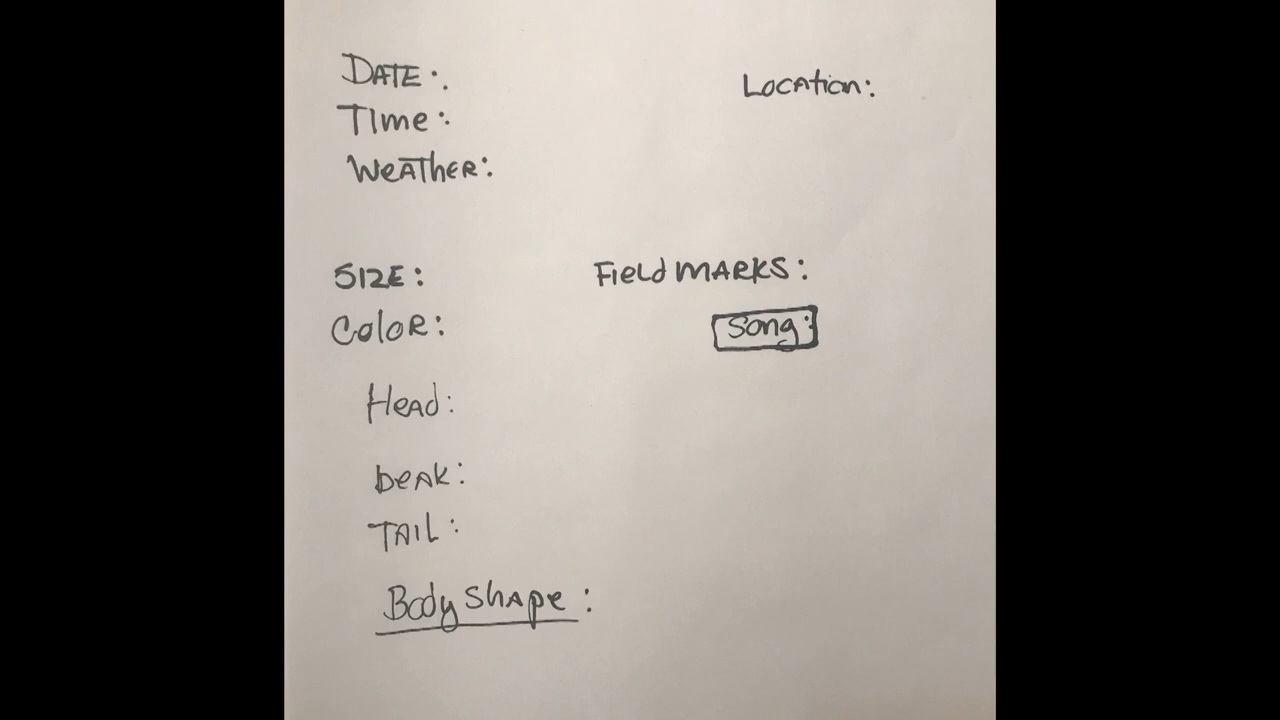 DATE:
Location:
Time:
Weather:
SIZE:
Field MARKS:
Color:
Song:
Head:
beak:
TAIL:
Body Shape: